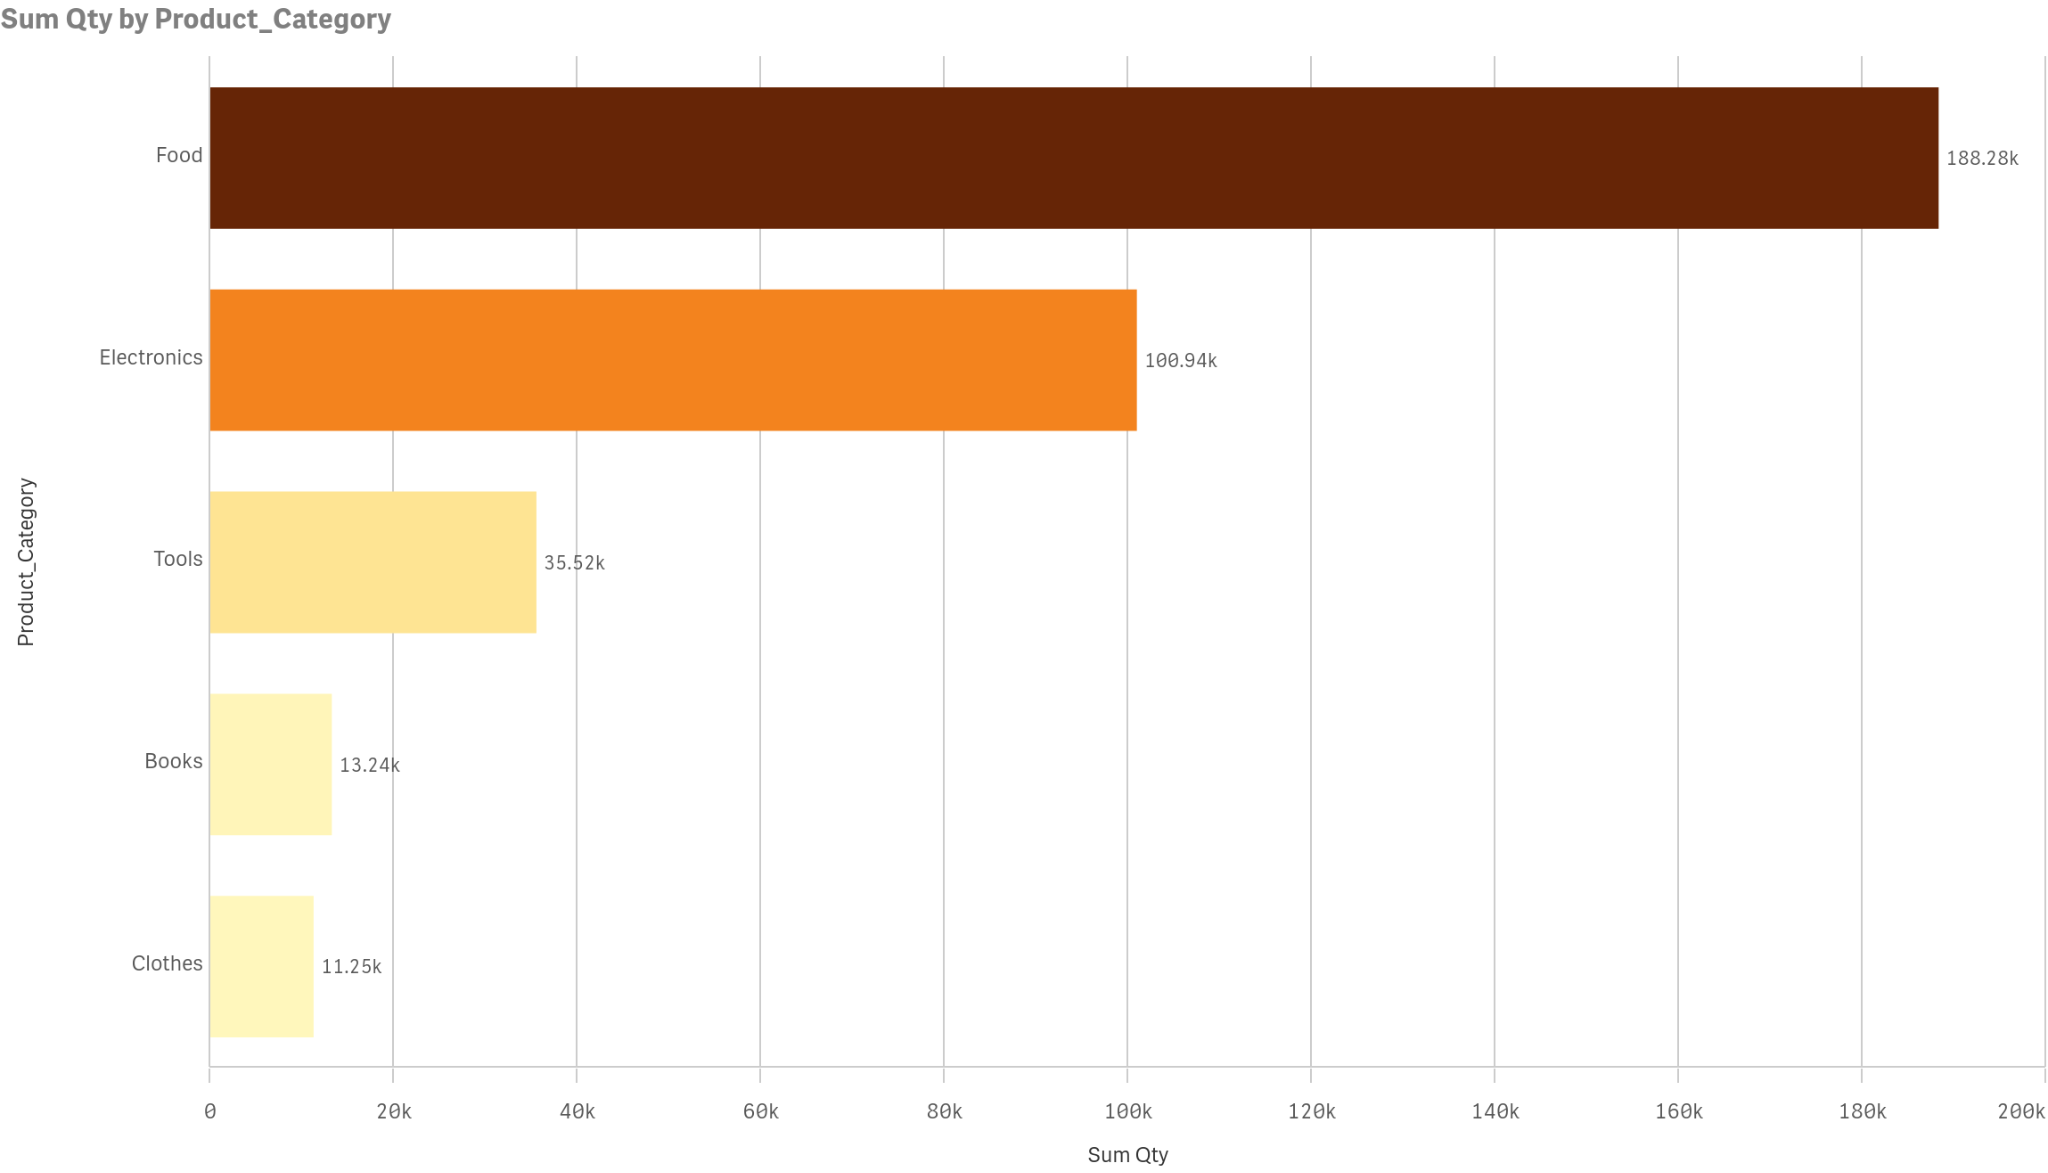 Sum Qty by Product_Category
Food
188.28k
Electronics
100.94k
Tools
35.52k
Books
13.24k
Clothes
11.25k
Product_Category
0 20k 40k 60k 80k 100k 120k 140k 160k 180k 200k
Sum Qty